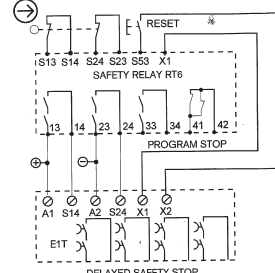 RESET
S13 S14 S24 S23 S53 X1
SAFETY RELAY RT6
13 14 23 24 33 34 41 42
PROGRAM STOP
A1 S14 A2 S24 X1 X2
E1T
DELAYED SAFETY STOP